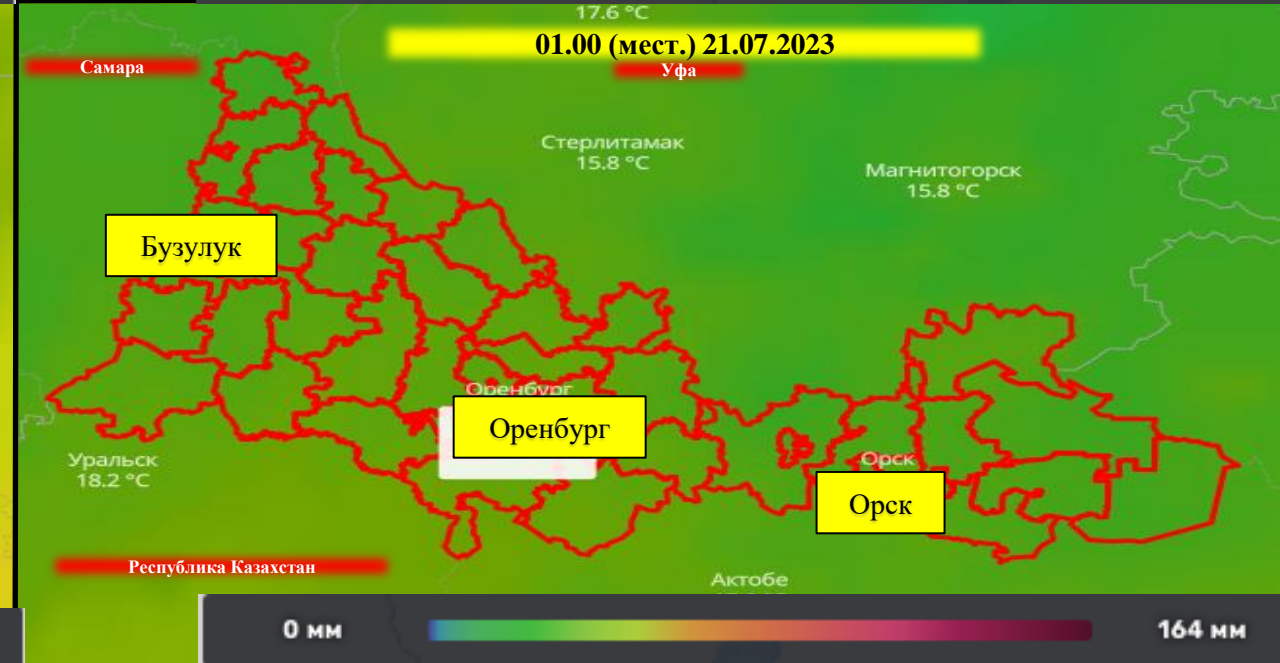 17.6 °C
01.00 (мест.) 21.07.2023
Самара
Уфа
Стерлитамак
15.8 °C
Магнитогорск
15.8 °C
Бузулук
Оренбург
Оренбург
Уральск
18.2 °C
Орск
Орск
Республика Казахстан
Актобе
0 мм
164 мм